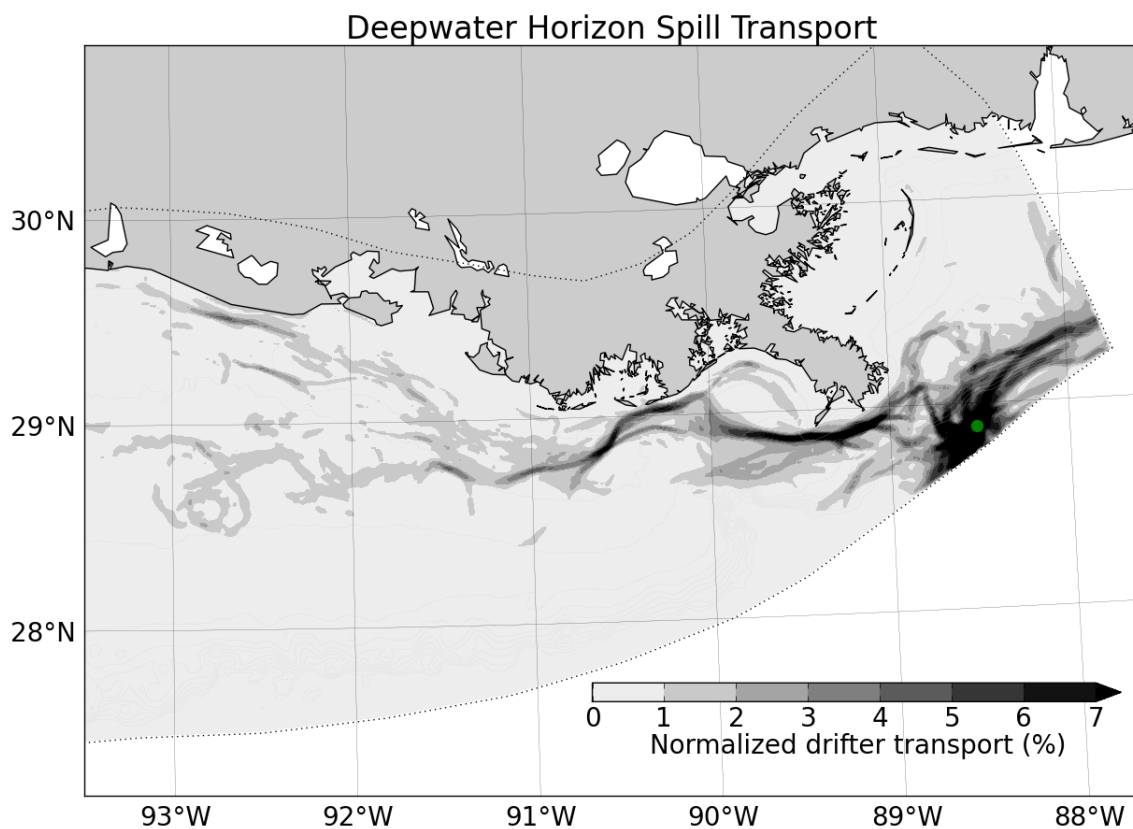 Deepwater Horizon Spill Transport
30°N
29°N
28°N
0 1 2 3 4 5 6 7
Normalized drifter transport (%)
93°W 92°W 91°W 90°W 89°W 88°W